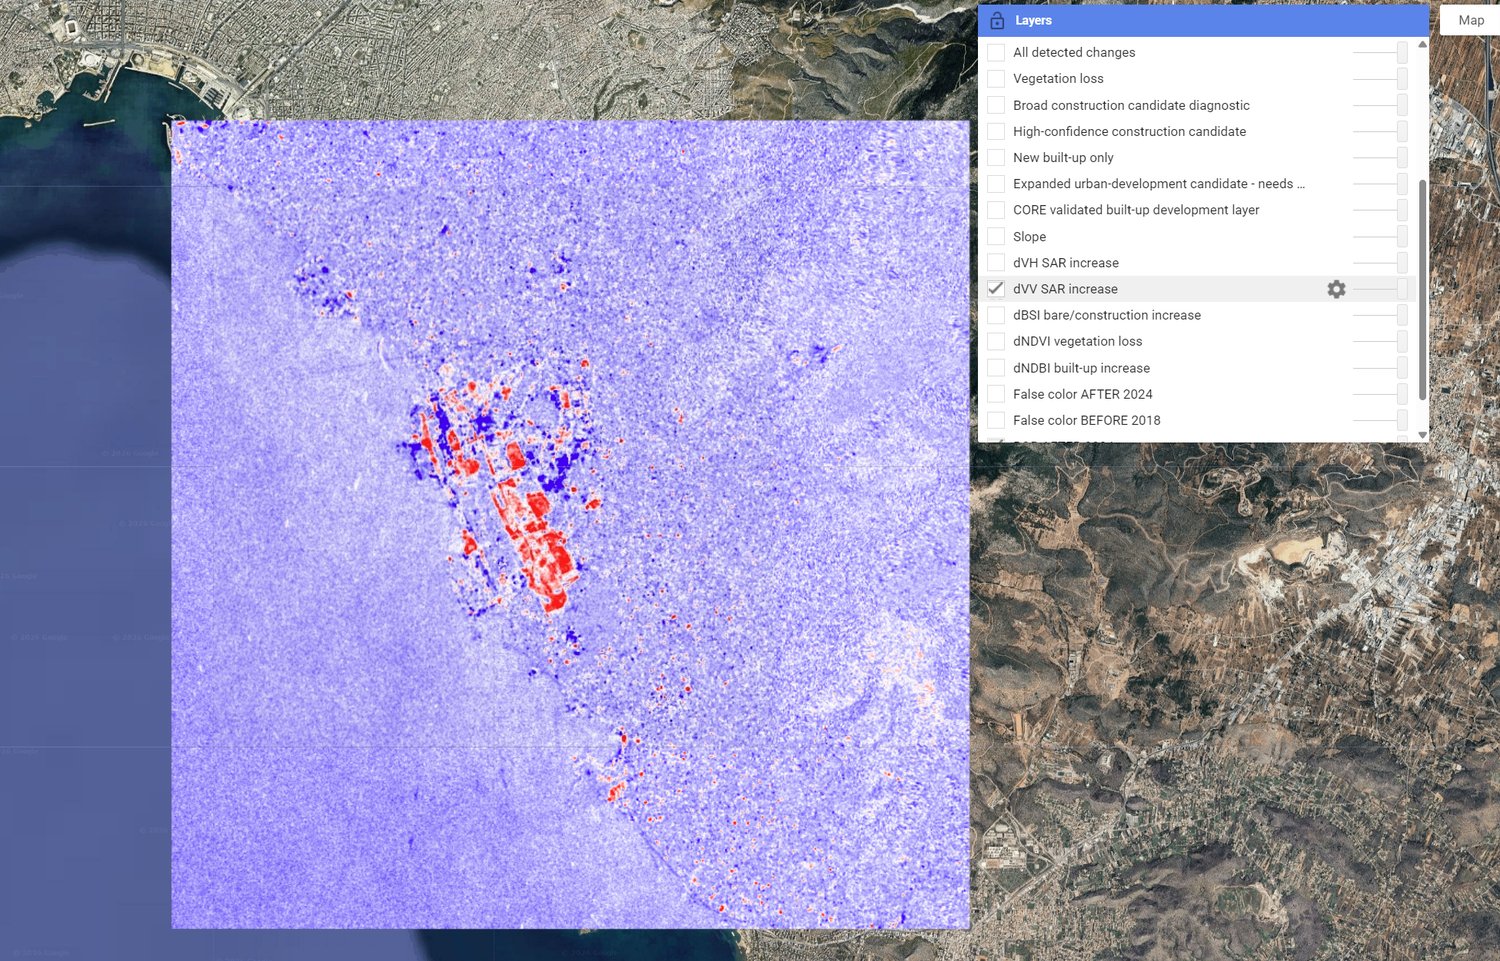 Layers
Map
All detected changes
Vegetation loss
Broad construction candidate diagnostic
High-confidence construction candidate
New built-up only
Expanded urban-development candidate - needs ...
CORE validated built-up development layer
Slope
dVH SAR increase
dVV SAR increase
dBSI bare/construction increase
dNDVI vegetation loss
dNDBI built-up increase
False color AFTER 2024
False color BEFORE 2018